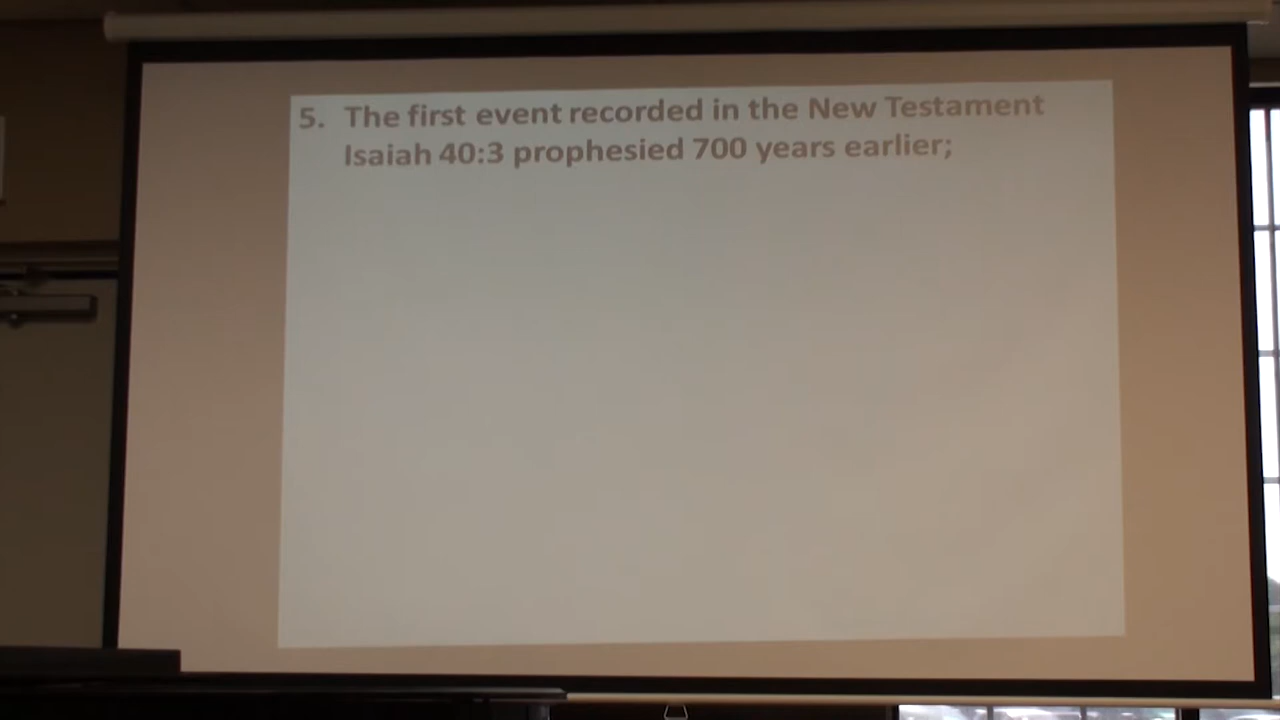 5. The first event recorded in the New Testament
Isaiah 40:3 prophesied 700 years earlier;